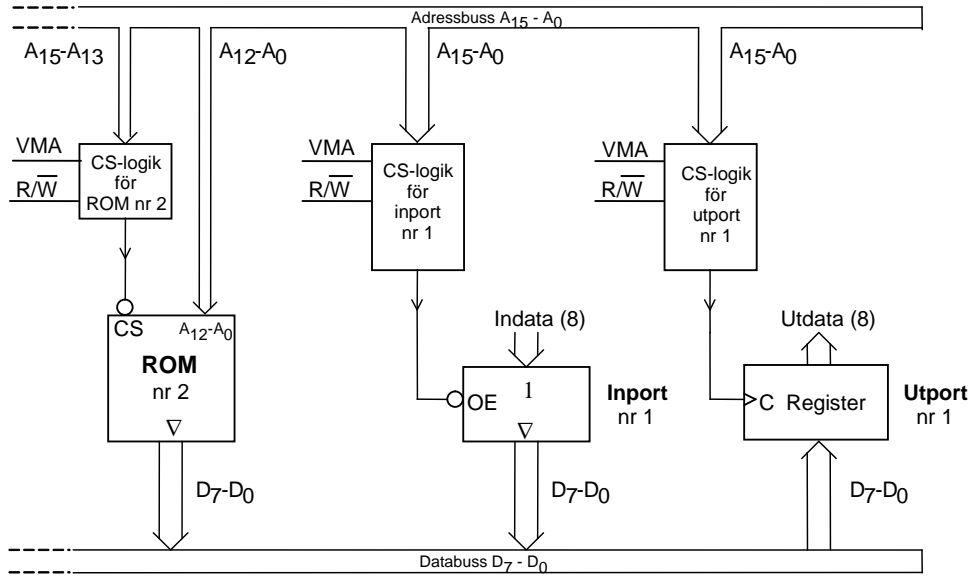 Adressbuss A15 - A0
A15-A13
A12-A0
A15-A0
A15-A0
VMA
R/W̅
CS-logik
för
ROM nr 2
VMA
R/W̅
CS-logik
för
inport
nr 1
VMA
R/W̅
CS-logik
för
utport
nr 1
CS
A12-A0
ROM
nr 2
∇
Indata (8)
1
OE
∇
Inport
nr 1
Utdata (8)
C Register
Utport
nr 1
D7-D0
D7-D0
D7-D0
Databuss D7 - D0